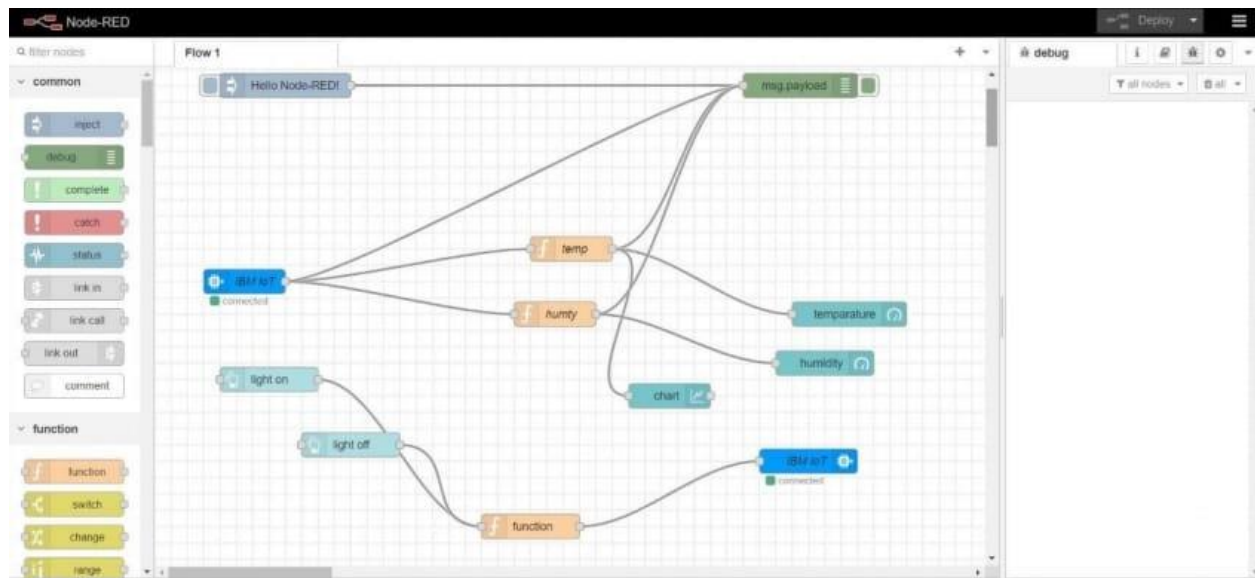 Node-RED
Deploy
filter nodes
Flow 1
debug
i
common
all nodes
all
Hello Node-RED!
msg.payload
inject
debug
complete
catch
temp
status
IBM IoT
connected
link in
humty
temparature
link call
link out
humidity
light on
comment
chart
function
light off
IBM IoT
connected
function
function
switch
change
range